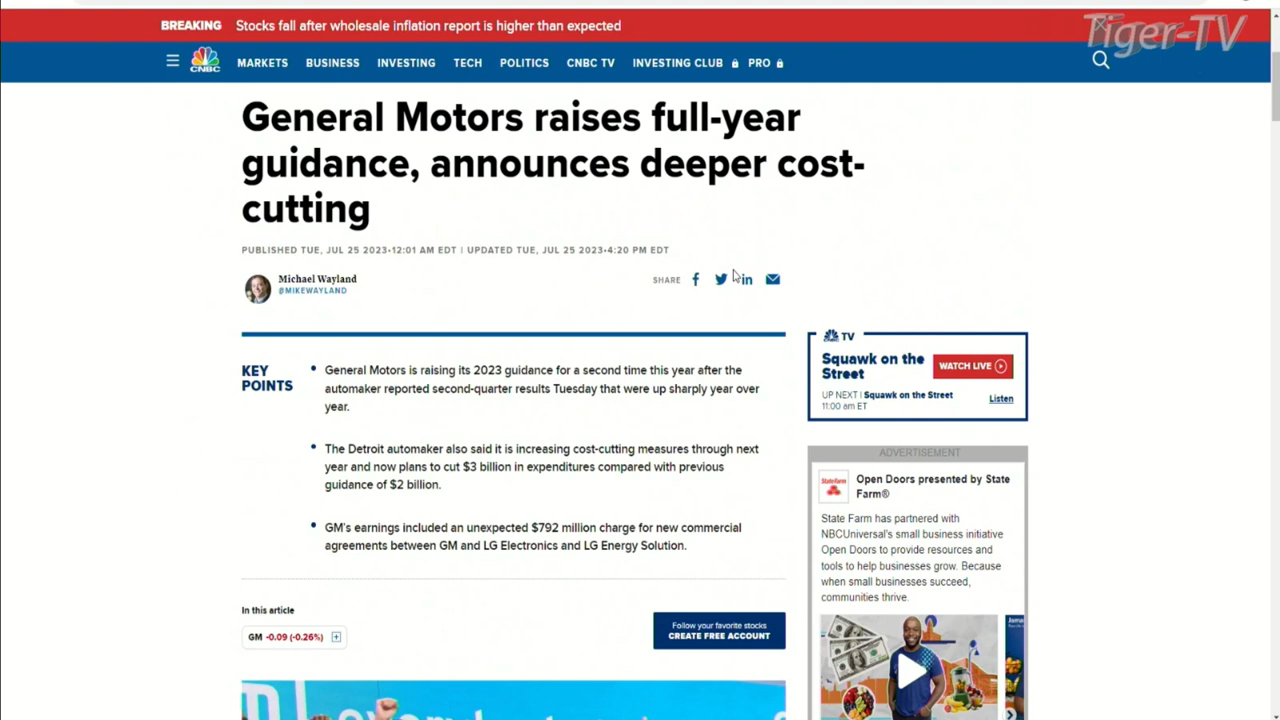 BREAKING Stocks fall after wholesale inflation report is higher than expected
Tiger-TV
CNBC MARKETS BUSINESS INVESTING TECH POLITICS CNBC TV INVESTING CLUB PRO
General Motors raises full-year
guidance, announces deeper cost-
cutting
PUBLISHED TUE, JUL 25 2023•12:01 AM EDT | UPDATED TUE, JUL 25 2023•4:20 PM EDT
Michael Wayland
@MIKEWAYLAND
SHARE
KEY
POINTS
General Motors is raising its 2023 guidance for a second time this year after the
automaker reported second-quarter results Tuesday that were up sharply year over
year.
The Detroit automaker also said it is increasing cost-cutting measures through next
year and now plans to cut $3 billion in expenditures compared with previous
guidance of $2 billion.
GM's earnings included an unexpected $792 million charge for new commercial
agreements between GM and LG Electronics and LG Energy Solution.
In this article
GM -0.09 (-0.26%)
Follow your favorite stocks
CREATE FREE ACCOUNT
CNBC TV
Squawk on the
Street
WATCH LIVE
UP NEXT | Squawk on the Street
11:00 am ET
Listen
ADVERTISEMENT
State Farm
Open Doors presented by State
Farm®
State Farm has partnered with
NBCUniversal's small business initiative
Open Doors to provide resources and
tools to help businesses grow. Because
when small businesses succeed,
communities thrive.